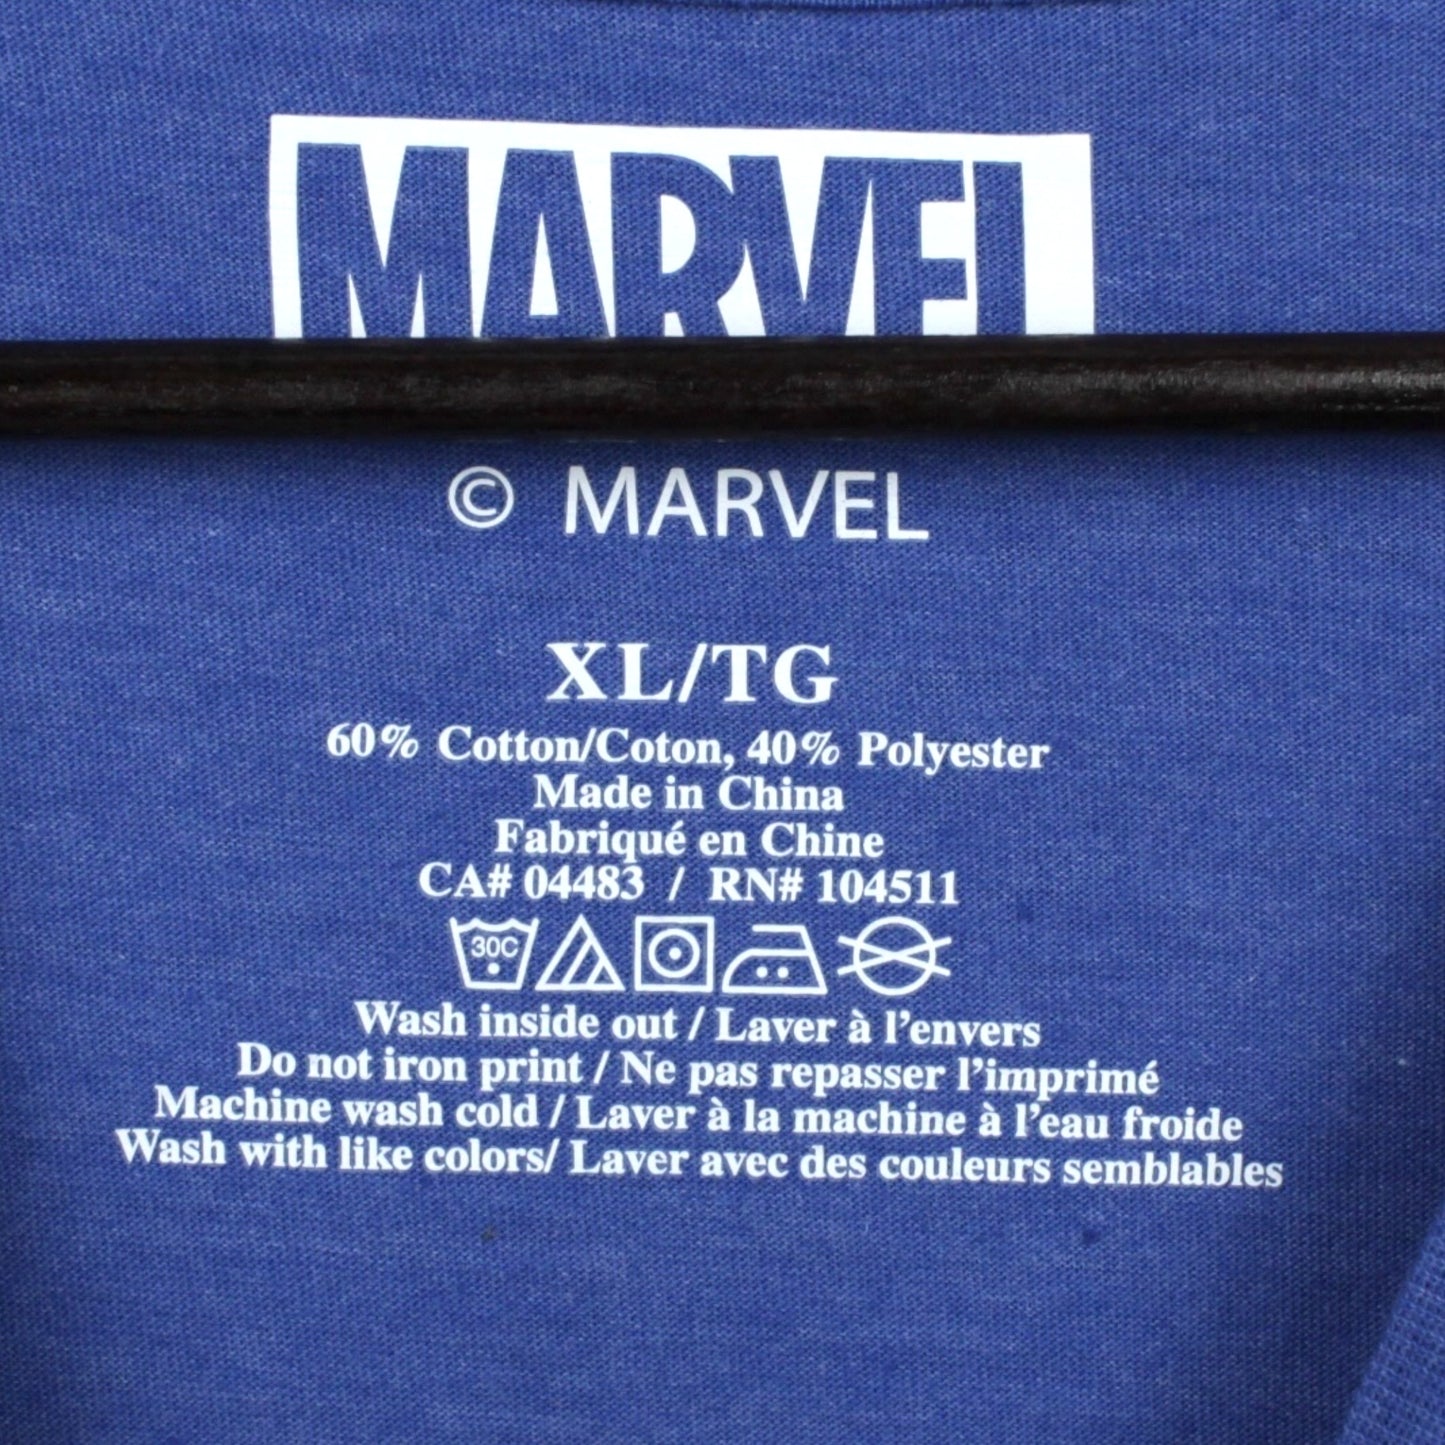 MARVEL
© MARVEL
XL/TG
60% Cotton/Coton, 40% Polyester
Made in China
Fabriqué en Chine
CA# 04483 / RN# 104511
30C
Wash inside out / Laver à l'envers
Do not iron print / Ne pas repasser l'imprimé
Machine wash cold / Laver à la machine à l'eau froide
Wash with like colors/ Laver avec des couleurs semblables